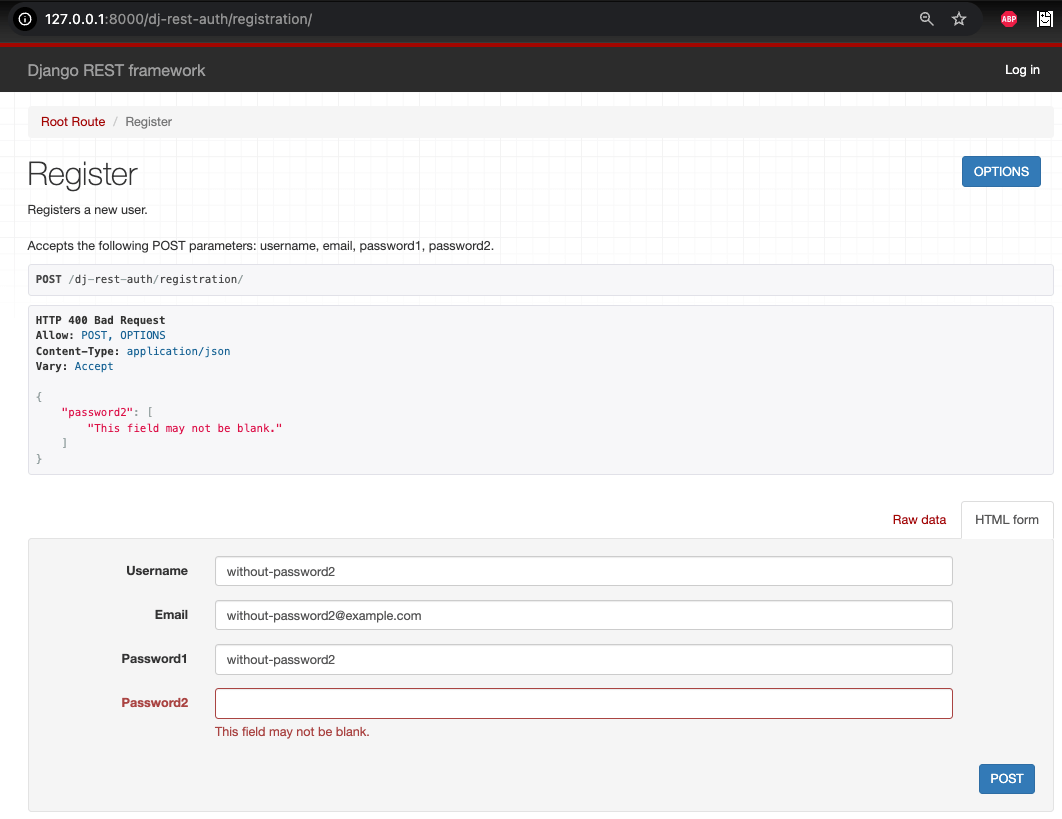 127.0.0.1:8000/dj-rest-auth/registration/
ABP
Django REST framework
Log in
Root Route / Register
Register
OPTIONS
Registers a new user.
Accepts the following POST parameters: username, email, password1, password2.
POST /dj-rest-auth/registration/
HTTP 400 Bad Request
Allow: POST, OPTIONS
Content-Type: application/json
Vary: Accept
{
"password2": [
"This field may not be blank."
]
}
Raw data
HTML form
Username
without-password2
Email
without-password2@example.com
Password1
without-password2
Password2
This field may not be blank.
POST